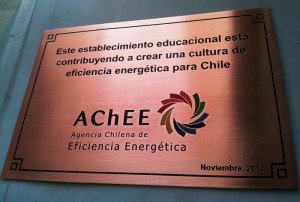 Este establecimiento educacional está
contribuyendo a crear una cultura de
eficiencia energética para Chile
AChEE
Agencia Chilena de
Eficiencia Energética
Noviembre, 2011